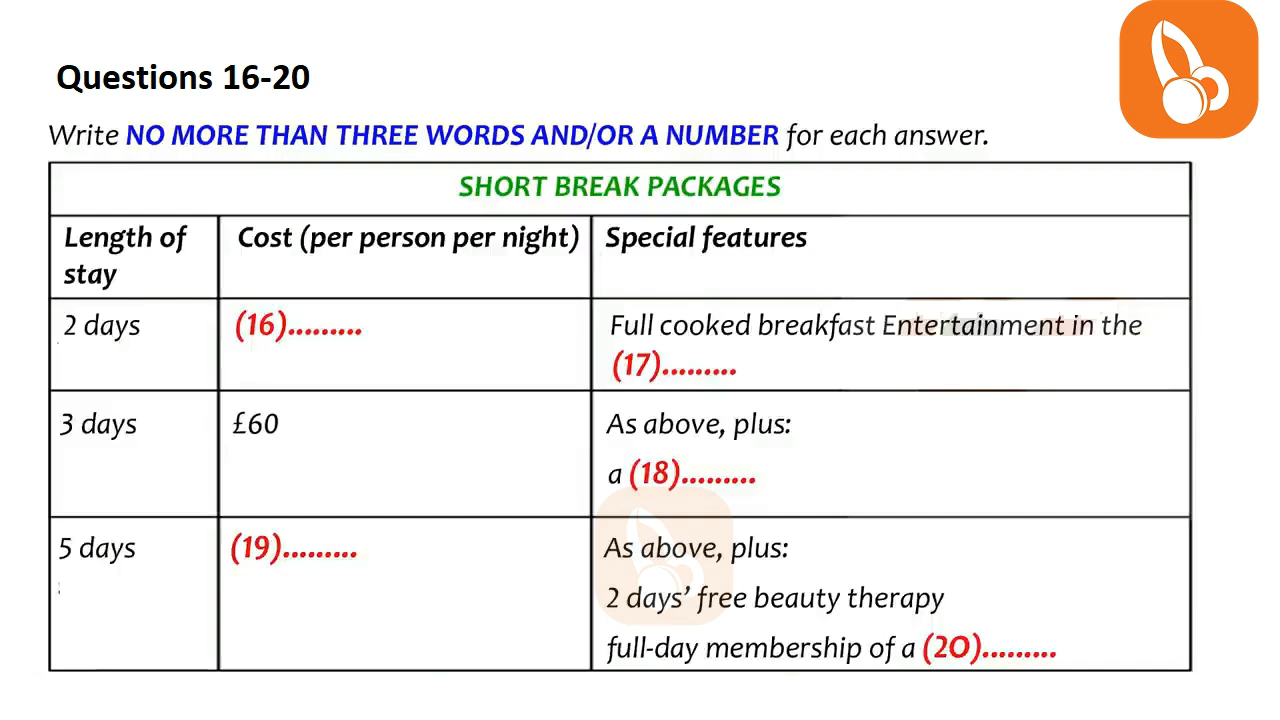 Questions 16-20
Write NO MORE THAN THREE WORDS AND/OR A NUMBER for each answer.
SHORT BREAK PACKAGES
Length of stay
Cost (per person per night)
Special features
2 days
(16).........
Full cooked breakfast Entertainment in the
(17).........
3 days
£60
As above, plus:
a (18).........
5 days
(19).........
As above, plus:
2 days’ free beauty therapy
full-day membership of a (20).........